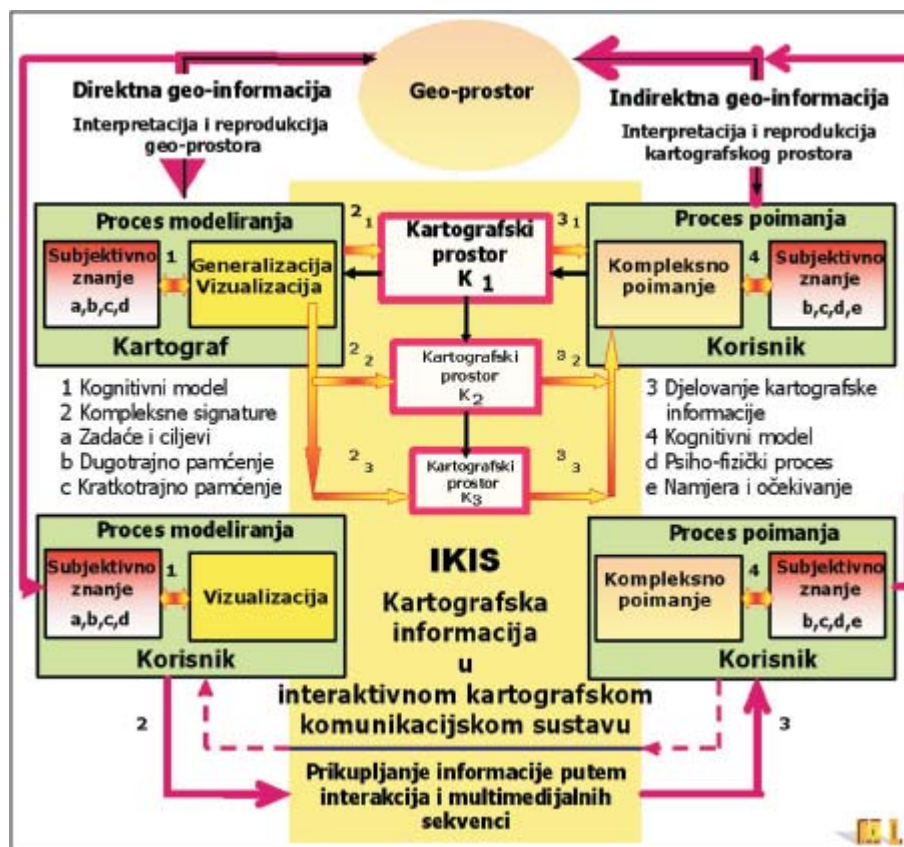 Geo-prostor
Direktna geo-informacija
Interpretacija i reprodukcija
geo-prostora
Indirektna geo-informacija
Interpretacija i reprodukcija
kartografskog prostora
Proces modeliranja
Subjektivno
znanje
a,b,c,d
1
Generalizacija
Vizualizacija
Kartograf
2 1
Kartografski
prostor
K 1
3 1
Proces poimanja
Kompleksno
poimanje
4
Subjektivno
znanje
b,c,d,e
Korisnik
2 2
Kartografski
prostor
K 2
3 2
2 3
Kartografski
prostor
K3
3 3
1 Kognitivni model
2 Kompleksne signature
a Zadaće i ciljevi
b Dugotrajno pamćenje
c Kratkotrajno pamćenje
3 Djelovanje kartografske
informacije
4 Kognitivni model
d Psiho-fizički proces
e Namjera i očekivanje
Proces modeliranja
Subjektivno
znanje
a,b,c,d
1
Vizualizacija
Korisnik
IKIS
Kartografska
informacija
u
interaktivnom kartografskom
komunikacijskom sustavu
Proces poimanja
Kompleksno
poimanje
4
Subjektivno
znanje
b,c,d,e
Korisnik
2
3
Prikupljanje informacije putem
interakcija i multimedijalnih
sekvenci